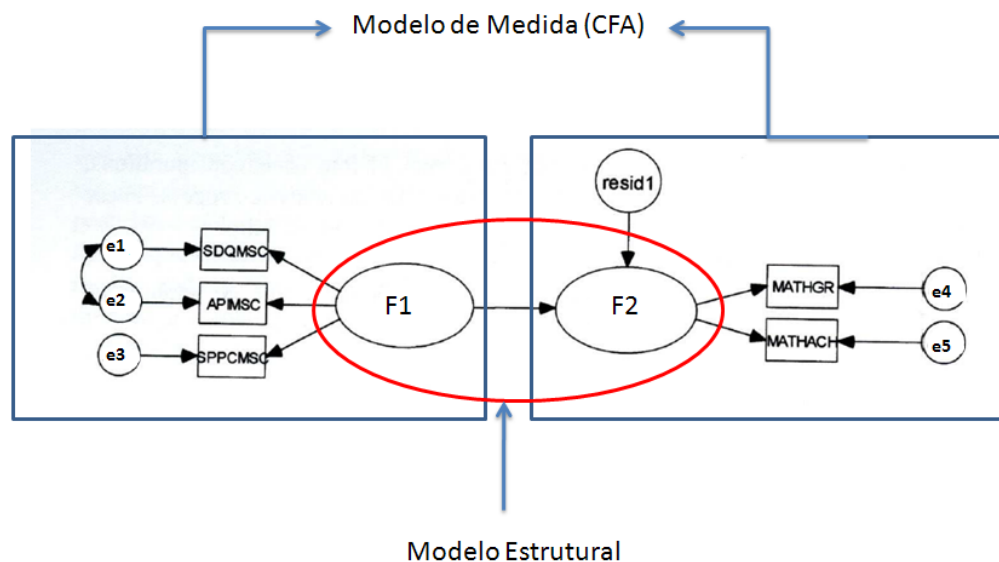 Modelo de Medida (CFA)
resid1
e1
SDQMSC
e2
APIMSC
e3
SPPCMSC
F1
F2
MATHGR
e4
MATHACH
e5
Modelo Estrutural